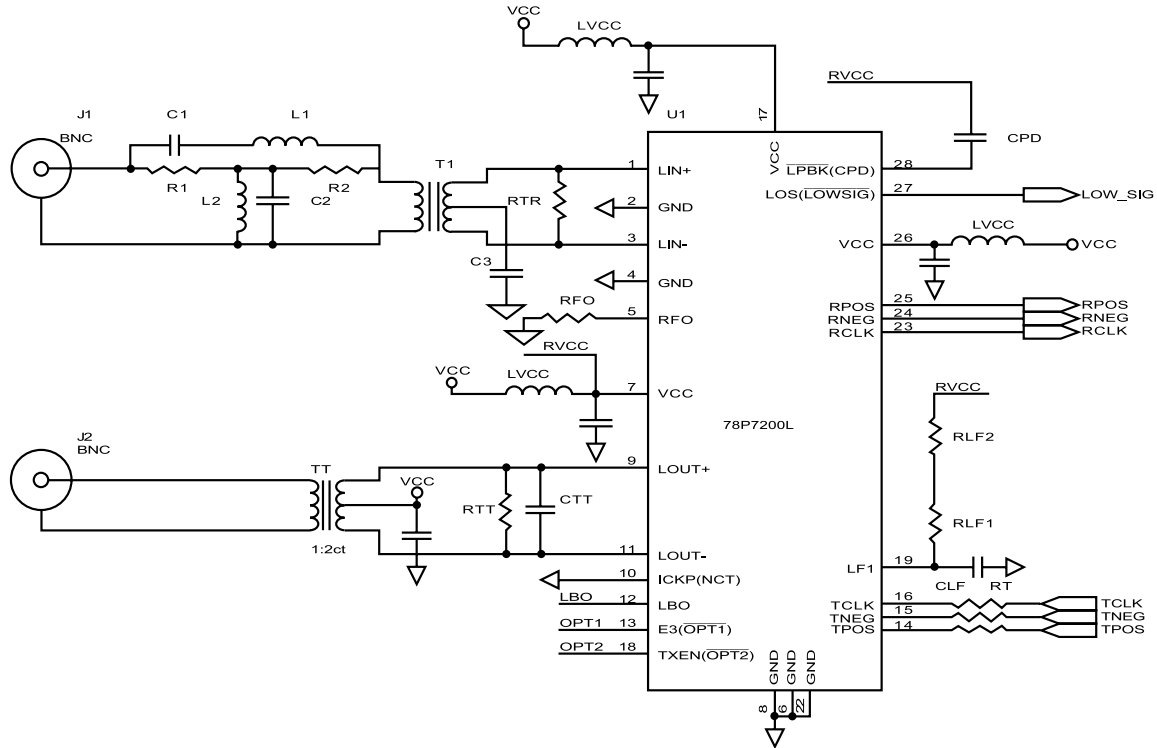 VCC
LVCC
RVCC
J1
C1
L1
U1
17
CPD
BNC
T1
VCC
R1
R2
1
LIN+
LPBK(CPD)
28
L2
C2
RTR
2
GND
LOS(LOWSIG)
27
LOW_SIG
3
LIN-
VCC
26
LVCC
VCC
C3
4
GND
RFO
5
RFO
RPOS
25
RPOS
RNEG
24
RNEG
RCLK
23
RCLK
RVCC
VCC
LVCC
7
VCC
RVCC
78P7200L
RLF2
J2
BNC
TT
VCC
9
LOUT+
RTT
CTT
RLF1
1:2ct
11
LOUT-
LF1
19
10
ICKP(NCT)
CLF
RT
LBO
12
LBO
TCLK
16
TCLK
TNEG
15
TNEG
OPT1
13
E3(OPT1)
TPOS
14
TPOS
OPT2
18
TXEN(OPT2)
GND
GND
GND
8
6
22